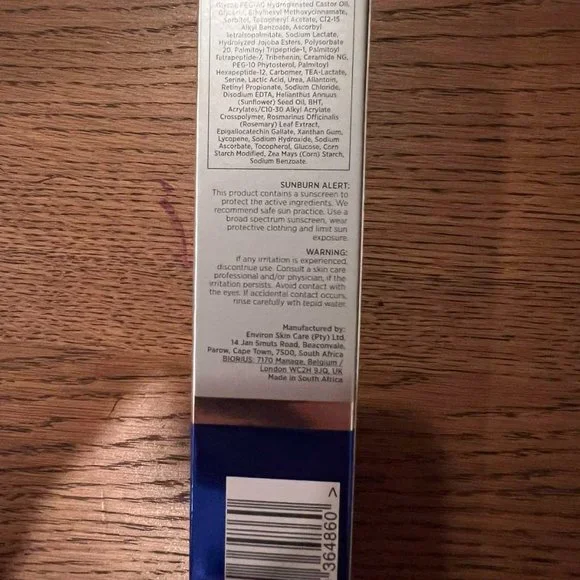 Glycol, PEG-40 Hydrogenated Castor Oil,
Glycerin, Ethylhexyl Methoxycinnamate,
Sorbitol, Tocopheryl Acetate, C12-15
Alkyl Benzoate, Ascorbyl
Tetraisopalmitate, Sodium Lactate,
Hydrolyzed Jojoba Esters, Polysorbate
20, Palmitoyl Tripeptide-1, Palmitoyl
Tetrapeptide-7, Tribehenin, Ceramide NG,
PEG-10 Phytosterol, Palmitoyl
Hexapeptide-12, Carbomer, TEA-Lactate,
Serine, Lactic Acid, Urea, Allantoin,
Retinyl Propionate, Sodium Chloride,
Disodium EDTA, Helianthus Annuus
(Sunflower) Seed Oil, BHT,
Acrylates/C10-30 Alkyl Acrylate
Crosspolymer, Rosmarinus Officinalis
(Rosemary) Leaf Extract,
Epigallocatechin Gallate, Xanthan Gum,
Lycopene, Sodium Hydroxide, Sodium
Ascorbate, Tocopherol, Glucose, Corn
Starch Modified, Zea Mays (Corn) Starch,
Sodium Benzoate.
SUNBURN ALERT:
This product contains a sunscreen to
protect the active ingredients. We
recommend safe sun practice. Use a
broad spectrum sunscreen, wear
protective clothing and limit sun
exposure.
WARNING:
If any irritation is experienced,
discontinue use. Consult a skin care
professional and/or physician, if the
irritation persists. Avoid contact with
the eyes. If accidental contact occurs,
rinse carefully with tepid water.
Manufactured by:
Environ Skin Care (Pty) Ltd.
14 Jan Smuts Road, Beaconvale,
Parow, Cape Town, 7500, South Africa
BIORIUS: 7170 Manage, Belgium /
London WC2H 9JQ, UK
Made in South Africa
364860 >